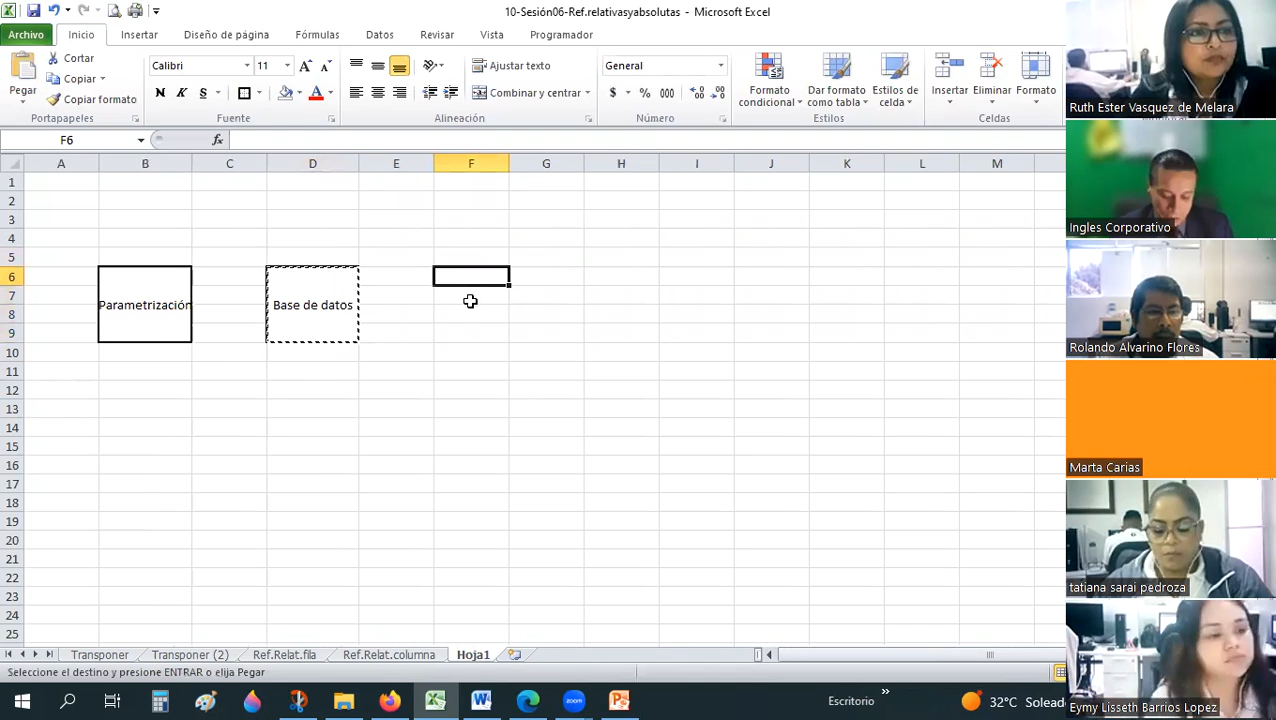 10-Sesión06-Ref.relativasyabsolutas - Microsoft Excel
Archivo Inicio Insertar Diseño de página Fórmulas Datos Revisar Vista Programador
Pegar
Cortar
Copiar
Copiar formato
Portapapeles
Calibri 11
N K S
Fuente
Ajustar texto
Combinar y centrar
Alineación
General
$ % 000
Número
Formato condicional
Dar formato como tabla
Estilos de celda
Estilos
Insertar
Eliminar
Formato
Celdas
F6 fx
A B C D E F G H I J K L M
1
2
3
4
5
6
7
8
9
10
11
12
13
14
15
16
17
18
19
20
21
22
23
24
25
Parametrización Base de datos
Transponer Transponer (2) Ref.Relat.fila Ref.Relat.columna Hoja1
Seleccione el destino y presione ENTRAR o elija Pegar
Escritorio » 32°C Soleado
Ruth Ester Vasquez de Melara
Ingles Corporativo
Rolando Alvarino Flores
Marta Carias
tatiana sarai pedroza
Eymy Lisseth Barrios Lopez